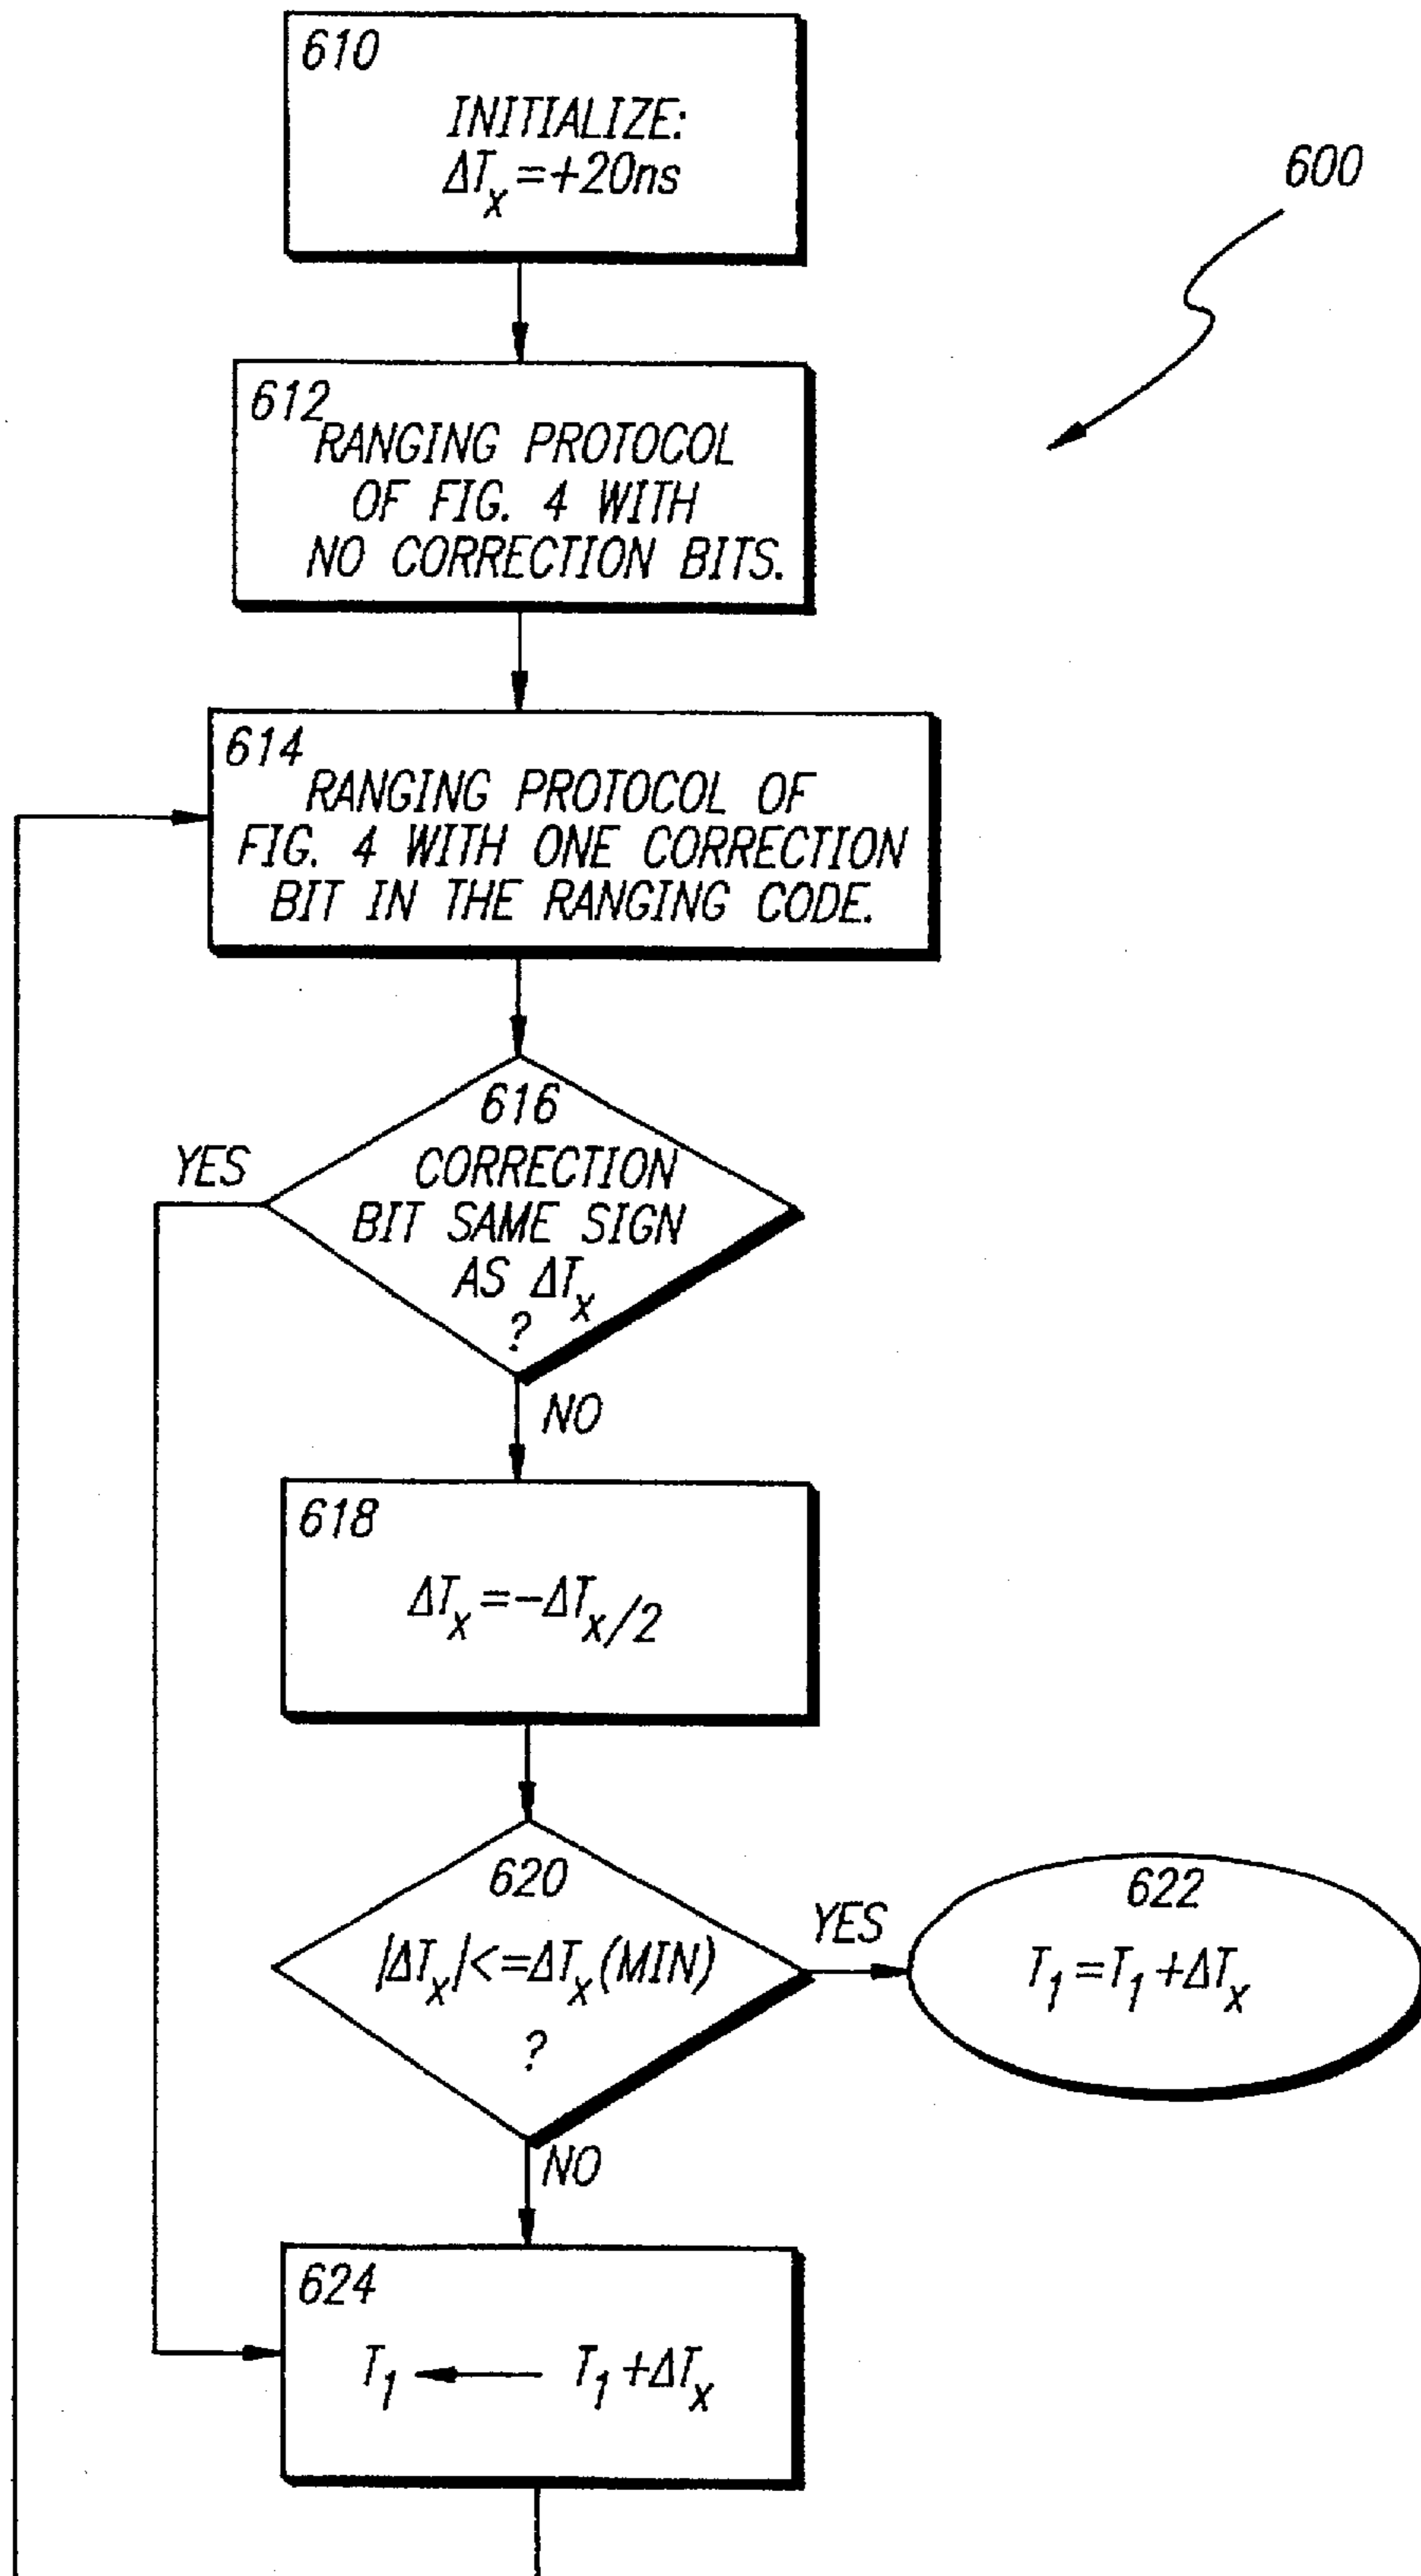 610
INITIALIZE:
ΔTx=+20ns
600
612
RANGING PROTOCOL
OF FIG. 4 WITH
NO CORRECTION BITS.
614
RANGING PROTOCOL OF
FIG. 4 WITH ONE CORRECTION
BIT IN THE RANGING CODE.
616
CORRECTION
BIT SAME SIGN
AS ΔTx
?
YES
NO
618
ΔTx=-ΔTx/2
620
|ΔTx|<=ΔTx(MIN)
?
YES
622
T1=T1+ΔTx
NO
624
T1 ← T1+ΔTx